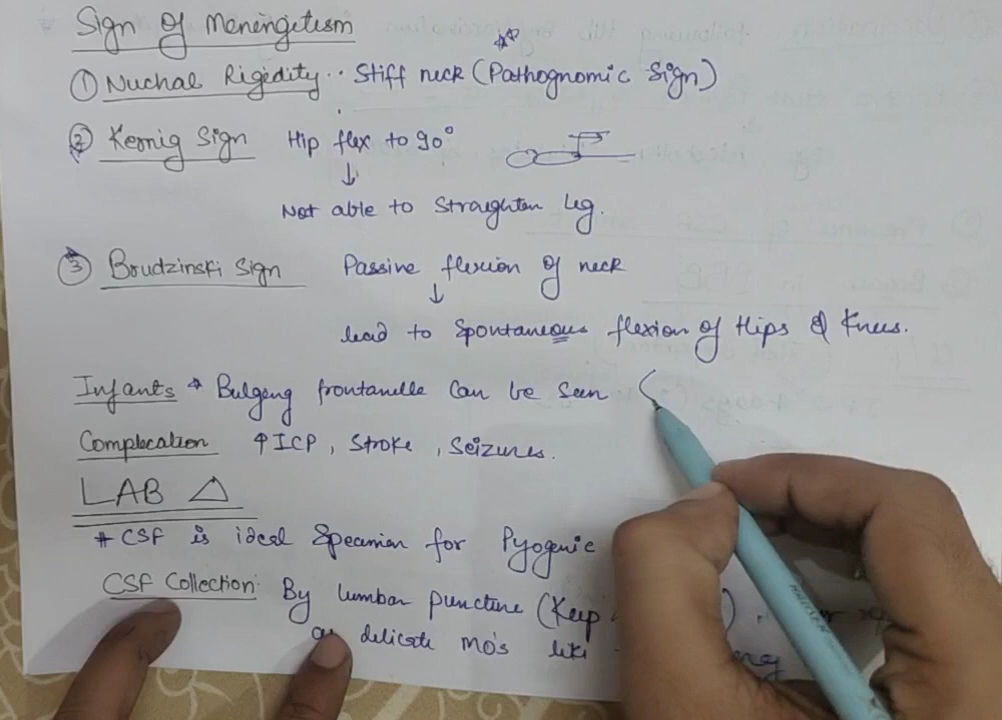 Sign of Menengitism
① Nuchal Rigidity .. Stiff neck (Pathognomic Sign)
② Kernig Sign Hip flex to 90°
↓
Not able to Straighten leg.
③ Brudzinski Sign Passive flexion of neck
↓
lead to Spontaneous flexion of Hips & Knees.
Infants * Bulging frontanelle Can be Seen (
Complication ↑ ICP, Stroke, Seizures.
LAB △
# CSF is ideal Specimen for Pyogenic
CSF Collection: By lumbar puncture (Keep )
as delicate MO's like